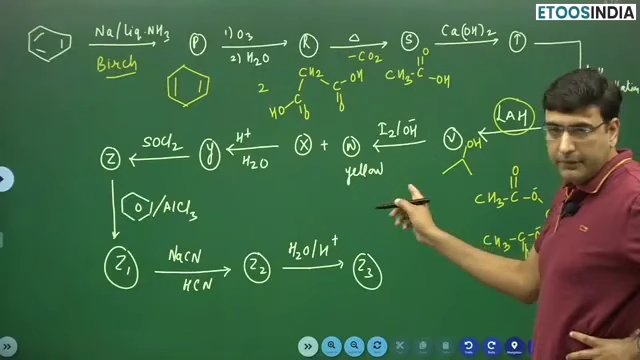 ETOOSINDIA
Na/Liq. NH3 → P 1) O3 2) H2O → R Δ -CO2 → S Ca(OH)2 → T
Birch
2 HO-C(=O)-CH2-C(=O)-OH
CH3-C(=O)-OH
LAH
Z ← SOCl2 Y ← H+ H2O X + W ← I2/OH- V
OH
yellow
CH3-C(=O)-O-
CH3-C(=O)-O-
/AlCl3
Z1 NaCN HCN → Z2 H2O/H+ → Z3